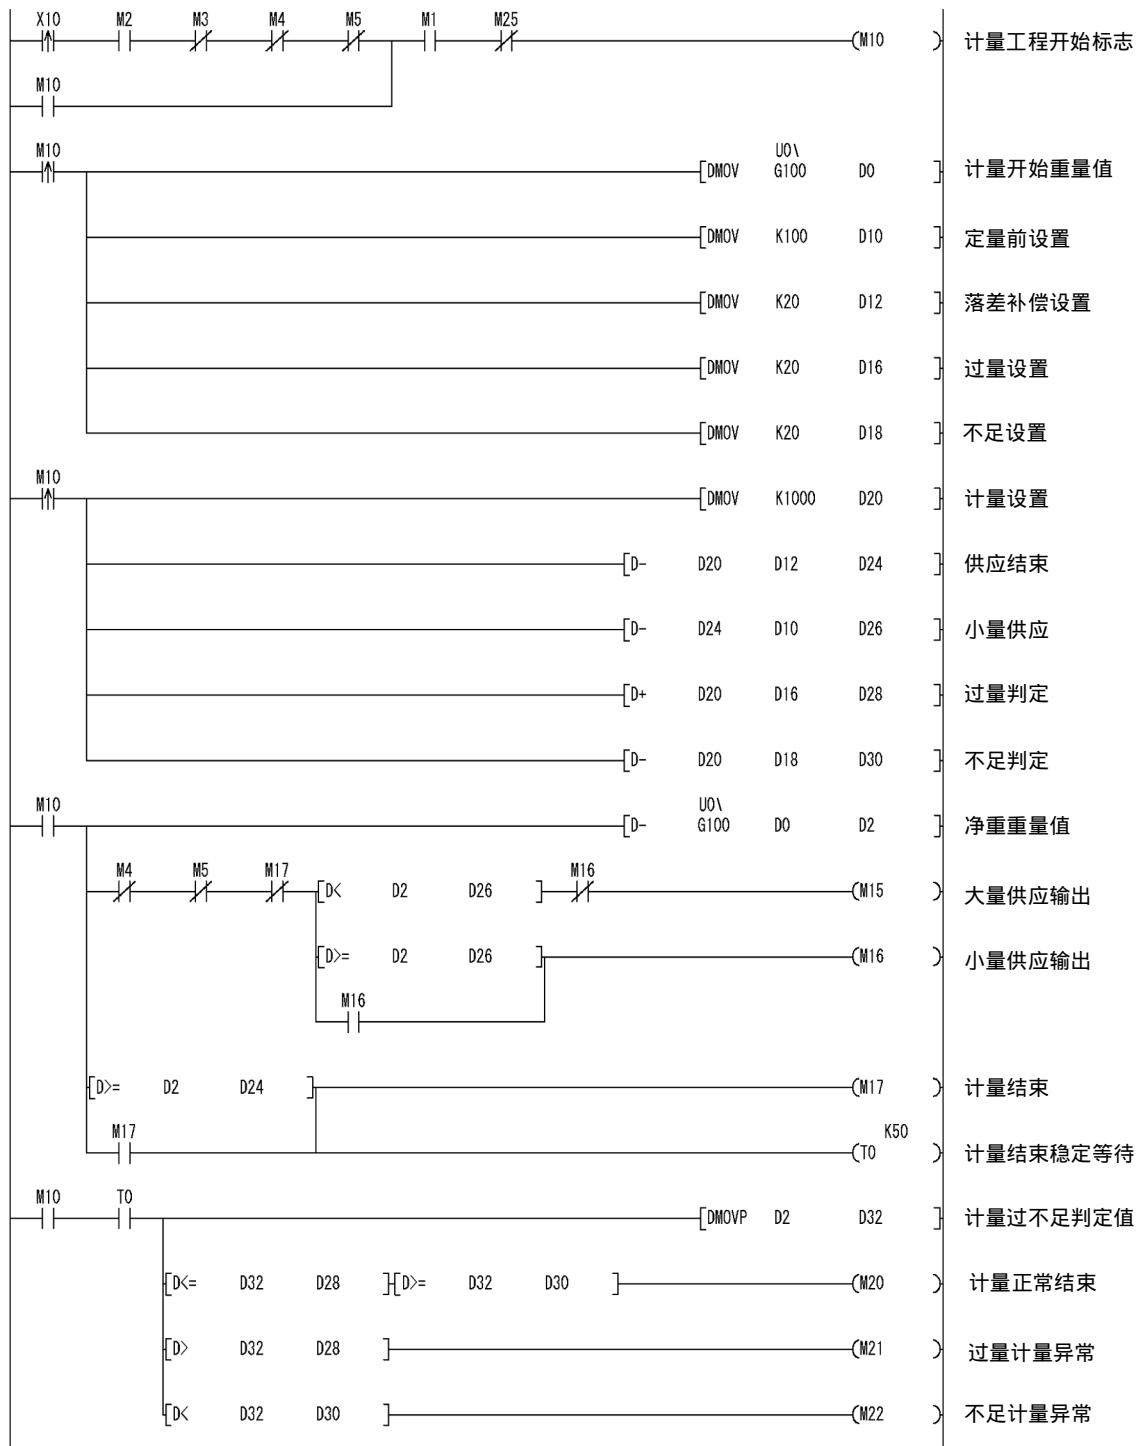 X10 M2 M3 M4 M5 M1 M25
(M10 ) 计量工程开始标志
M10
M10 U0\
[DMOV G100 D0 ] 计量开始重量值
[DMOV K100 D10 ] 定量前设置
[DMOV K20 D12 ] 落差补偿设置
[DMOV K20 D16 ] 过量设置
[DMOV K20 D18 ] 不足设置
M10
[DMOV K1000 D20 ] 计量设置
[D- D20 D12 D24 ] 供应结束
[D- D24 D10 D26 ] 小量供应
[D+ D20 D16 D28 ] 过量判定
[D- D20 D18 D30 ] 不足判定
M10 U0\
[D- G100 D0 D2 ] 净重重量值
M4 M5 M17 M16
[D< D2 D26 ] (M15 ) 大量供应输出
[D>= D2 D26 ] (M16 ) 小量供应输出
M16
[D>= D2 D24 ] (M17 ) 计量结束
M17 K50
(T0 ) 计量结束稳定等待
M10 T0
[DMOVP D2 D32 ] 计量过不足判定值
[D<= D32 D28 ] [D>= D32 D30 ] (M20 ) 计量正常结束
[D> D32 D28 ] (M21 ) 过量计量异常
[D< D32 D30 ] (M22 ) 不足计量异常